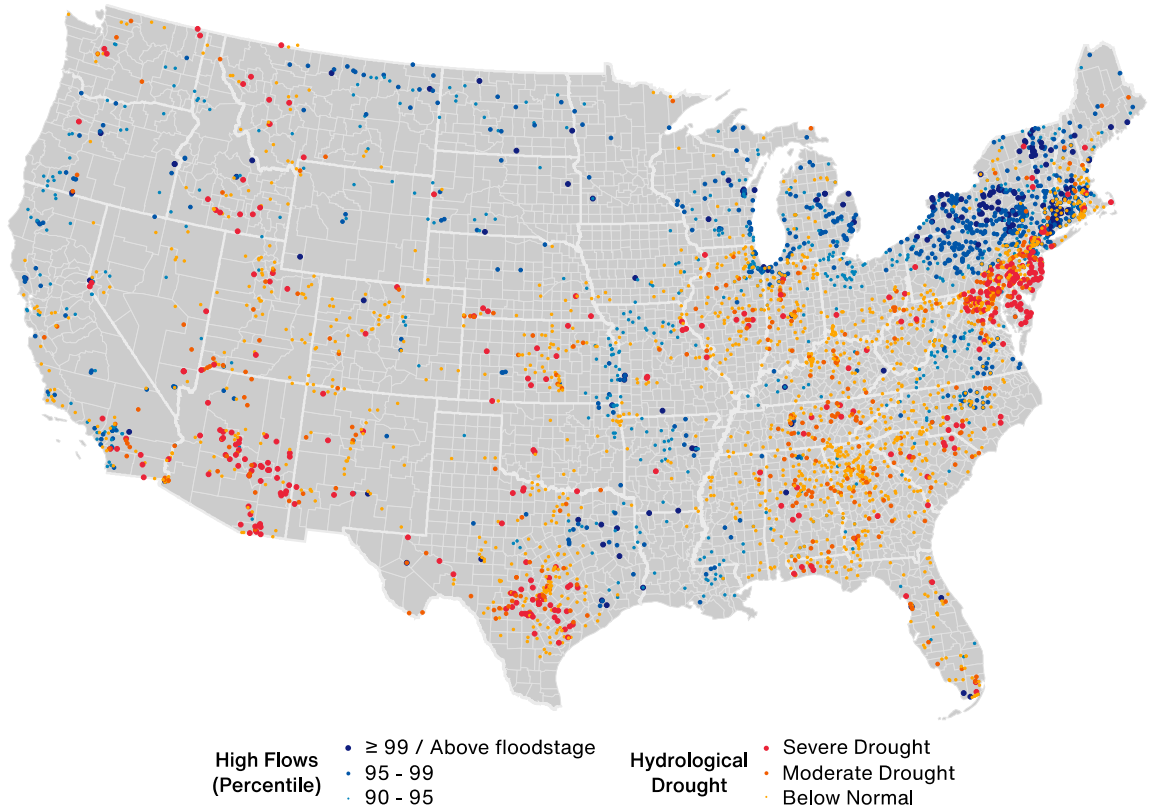 High Flows
(Percentile)
≥ 99 / Above floodstage
95 - 99
90 - 95
Hydrological
Drought
Severe Drought
Moderate Drought
Below Normal